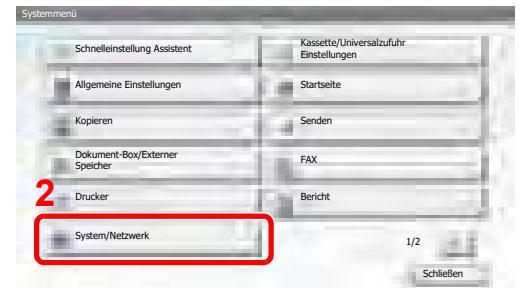 Systemmenü
Schnelleinstellung Assistent
Kassette/Universalzufuhr
Einstellungen
Allgemeine Einstellungen
Startseite
Kopieren
Senden
Dokument-Box/Externer
Speicher
FAX
2
Drucker
Bericht
System/Netzwerk
1/2
Schließen